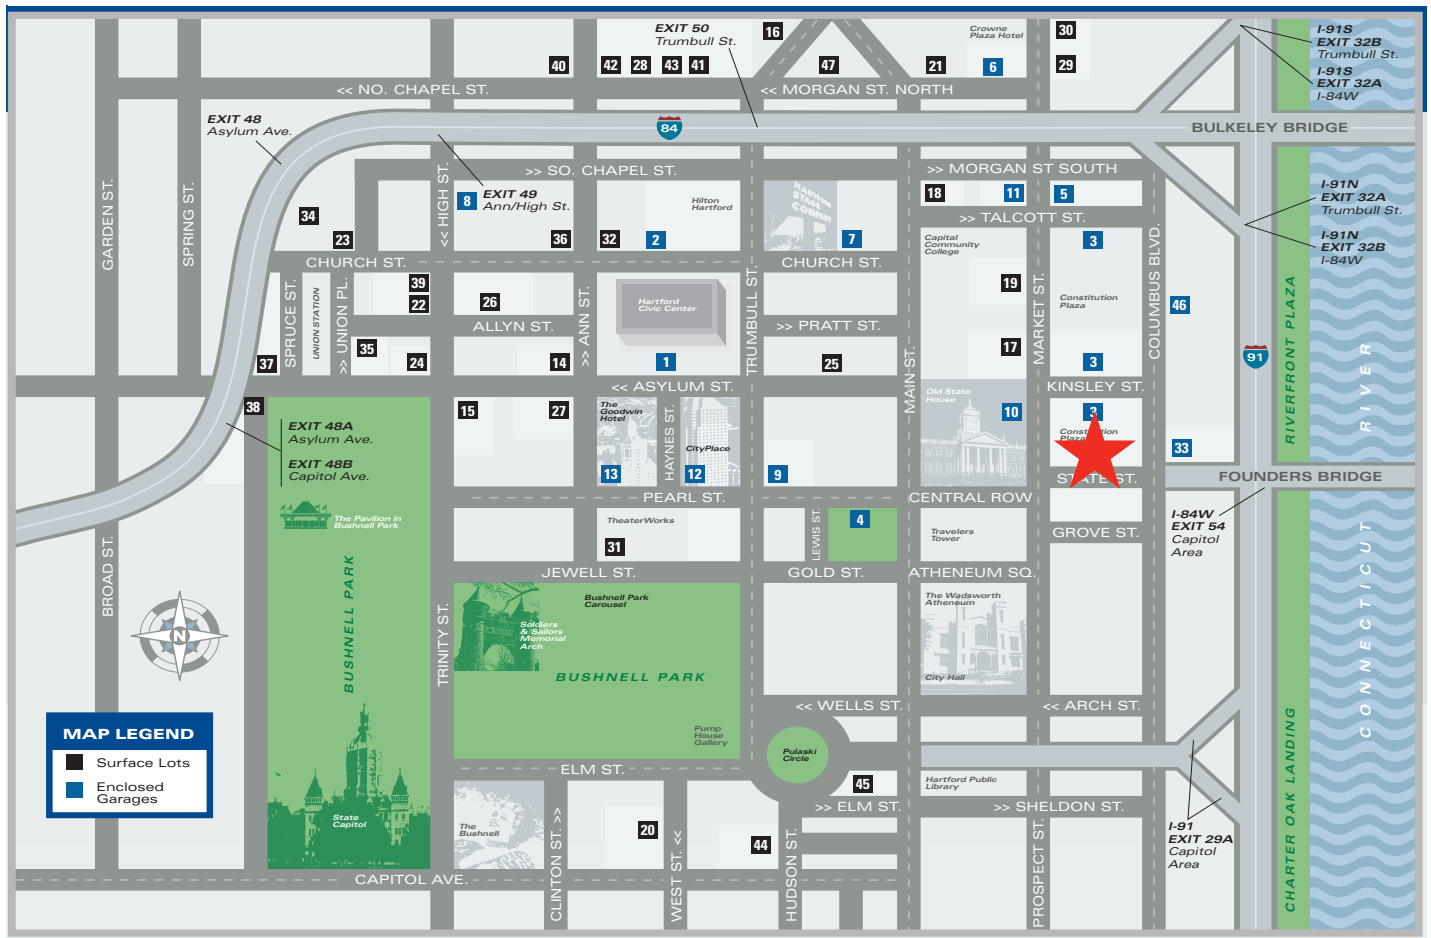 EXIT 50
Trumbull St.
16
Crowne
Plaza Hotel
30
I-91S
EXIT 32B
Trumbull St.
I-91S
EXIT 32A
I-84W
40
42
28
43
41
47
21
6
29
<< NO. CHAPEL ST.
<< MORGAN ST. NORTH
EXIT 48
Asylum Ave.
84
BULKELEY BRIDGE
GARDEN ST.
SPRING ST.
<< HIGH ST.
>> SO. CHAPEL ST.
>> MORGAN ST SOUTH
8
EXIT 49
Ann/High St.
Hilton
Hartford
HARTFORD
STAGE
COMPANY
18
11
5
I-91N
EXIT 32A
Trumbull St.
I-91N
EXIT 32B
I-84W
34
23
36
32
2
7
>> TALCOTT ST.
Capital
Community
College
3
CHURCH ST.
CHURCH ST.
COLUMBUS BLVD.
SPRUCE ST.
UNION STATION
>> UNION PL.
39
22
26
>> ANN ST.
Hartford
Civic Center
TRUMBULL ST.
19
MARKET ST.
Constitution
Plaza
46
RIVERFRONT PLAZA
ALLYN ST.
>> PRATT ST.
37
35
24
14
1
25
MAIN ST.
17
3
91
<< ASYLUM ST.
KINSLEY ST.
38
15
27
The
Goodwin
Hotel
HAYNES ST.
CityPlace
Old State
House
10
3
Constitution
Plaza
RIVER
EXIT 48A
Asylum Ave.
EXIT 48B
Capitol Ave.
13
12
9
33
STATE ST.
FOUNDERS BRIDGE
PEARL ST.
CENTRAL ROW
The Pavilion in
Bushnell Park
TheaterWorks
31
LEWIS ST.
4
Travelers
Tower
GROVE ST.
I-84W
EXIT 54
Capitol
Area
BROAD ST.
BUSHNELL PARK
JEWELL ST.
GOLD ST.
ATHENEUM SQ.
CONNECTICUT
N
TRINITY ST.
Bushnell Park
Carousel
Soldiers
& Sailors
Memorial
Arch
BUSHNELL PARK
The Wadsworth
Atheneum
City Hall
<< WELLS ST.
<< ARCH ST.
MAP LEGEND
Surface Lots
Enclosed
Garages
Pump
House
Gallery
Pulaski
Circle
CHARTER OAK LANDING
ELM ST.
45
Hartford Public
Library
>> ELM ST.
>> SHELDON ST.
State
Capitol
The
Bushnell
CLINTON ST. >>
20
WEST ST. <<
44
HUDSON ST.
PROSPECT ST.
I-91
EXIT 29A
Capitol
Area
CAPITOL AVE.